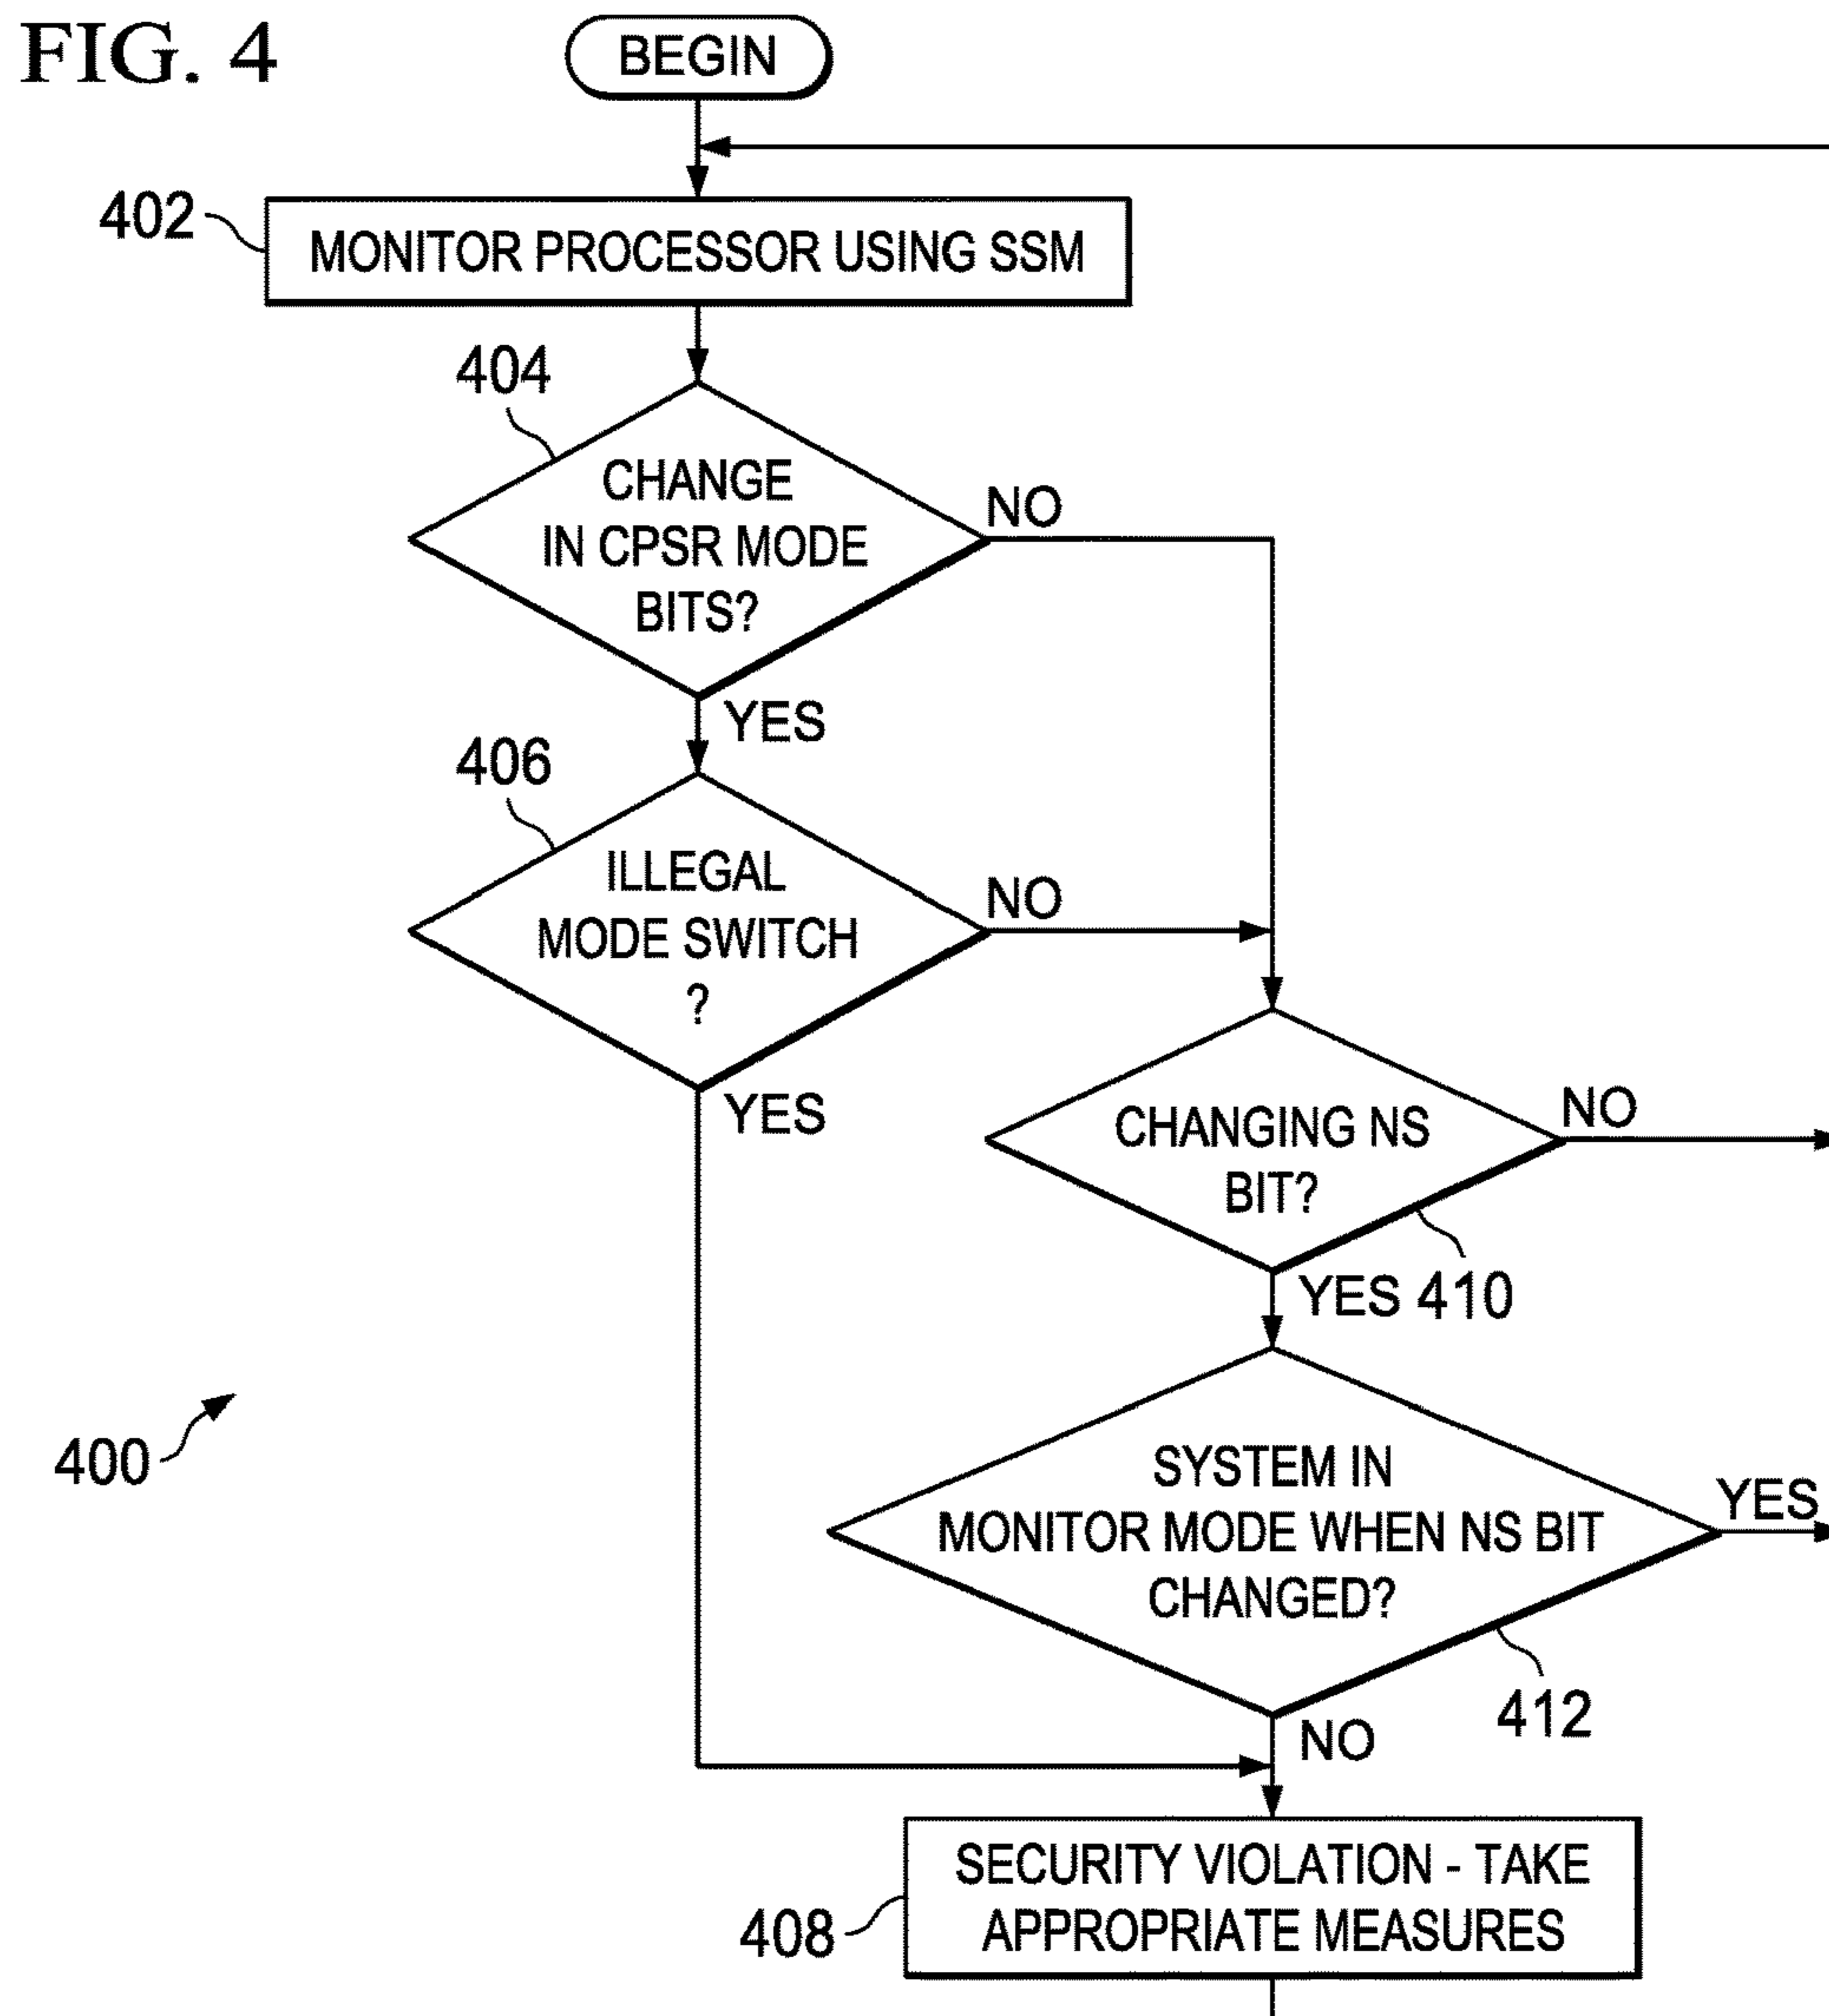 FIG. 4
BEGIN
402
MONITOR PROCESSOR USING SSM
404
CHANGE
IN CPSR MODE
BITS?
NO
YES
406
ILLEGAL
MODE SWITCH
?
NO
YES
CHANGING NS
BIT?
NO
YES 410
400
SYSTEM IN
MONITOR MODE WHEN NS BIT
CHANGED?
YES
412
NO
SECURITY VIOLATION - TAKE
APPROPRIATE MEASURES
408